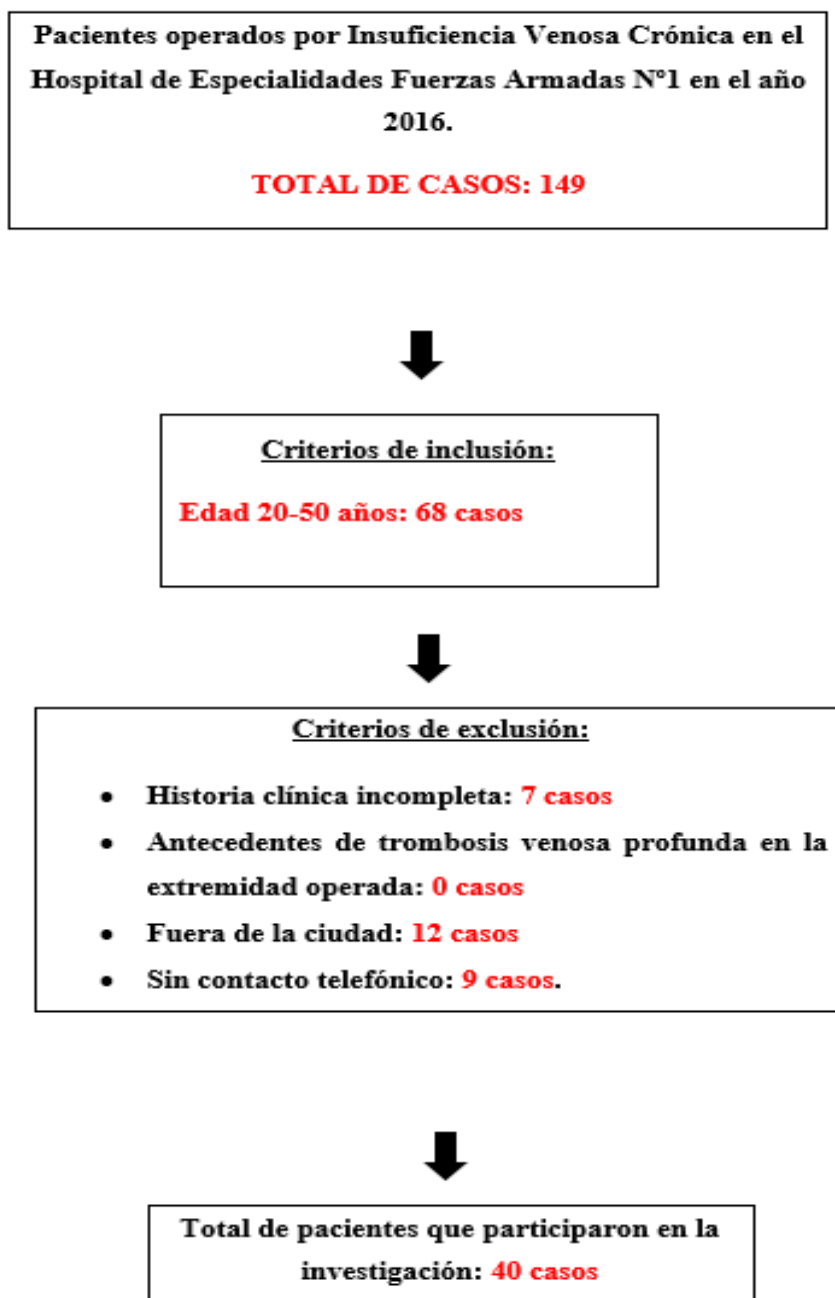 Pacientes operados por Insuficiencia Venosa Crónica en el
Hospital de Especialidades Fuerzas Armadas Nº1 en el año
2016.
TOTAL DE CASOS: 149
Criterios de inclusión:
Edad 20-50 años: 68 casos
Criterios de exclusión:
• Historia clínica incompleta: 7 casos
• Antecedentes de trombosis venosa profunda en la
extremidad operada: 0 casos
• Fuera de la ciudad: 12 casos
• Sin contacto telefónico: 9 casos.
Total de pacientes que participaron en la
investigación: 40 casos